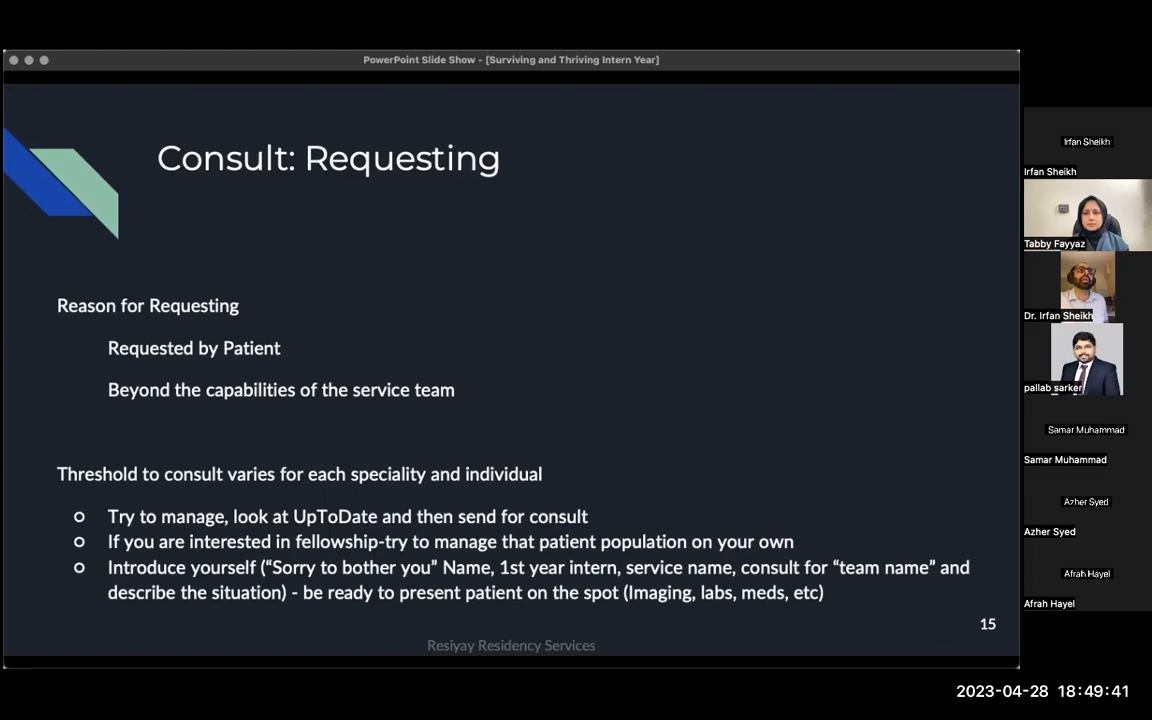 PowerPoint Slide Show - [Surviving and Thriving Intern Year]
Consult: Requesting
Reason for Requesting
Requested by Patient
Beyond the capabilities of the service team
Threshold to consult varies for each speciality and individual
Try to manage, look at UpToDate and then send for consult
If you are interested in fellowship-try to manage that patient population on your own
Introduce yourself (“Sorry to bother you” Name, 1st year intern, service name, consult for “team name” and
describe the situation) - be ready to present patient on the spot (Imaging, labs, meds, etc)
15
Resiyay Residency Services
Irfan Sheikh
Irfan Sheikh
Tabby Fayyaz
Dr. Irfan Sheikh
pallab sarker
Samar Muhammad
Samar Muhammad
Azher Syed
Azher Syed
Afrah Hayel
Afrah Hayel
2023-04-28 18:49:41